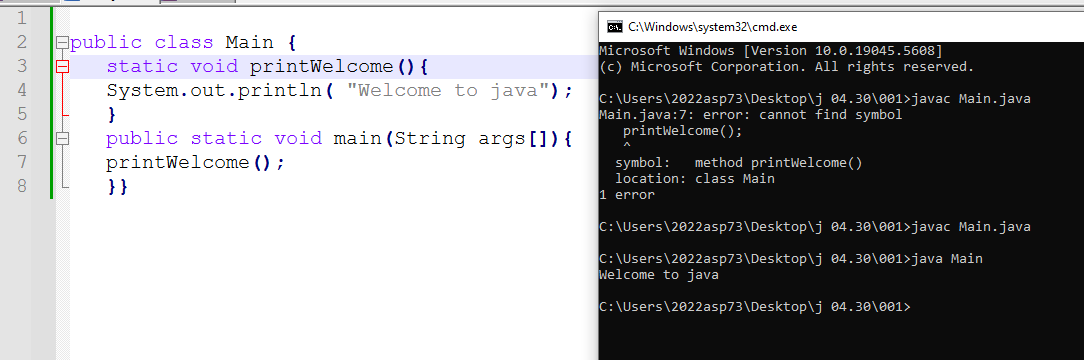 1
2 public class Main {
3 static void printWelcome(){
4 System.out.println( "Welcome to java");
5 }
6 public static void main(String args[]){
7 printWelcome();
8 }}
C:\Windows\system32\cmd.exe
Microsoft Windows [Version 10.0.19045.5608]
(c) Microsoft Corporation. All rights reserved.
C:\Users\2022asp73\Desktop\j 04.30\001>javac Main.java
Main.java:7: error: cannot find symbol
printWelcome();
^
symbol:   method printWelcome()
location: class Main
1 error
C:\Users\2022asp73\Desktop\j 04.30\001>javac Main.java
C:\Users\2022asp73\Desktop\j 04.30\001>java Main
Welcome to java
C:\Users\2022asp73\Desktop\j 04.30\001>